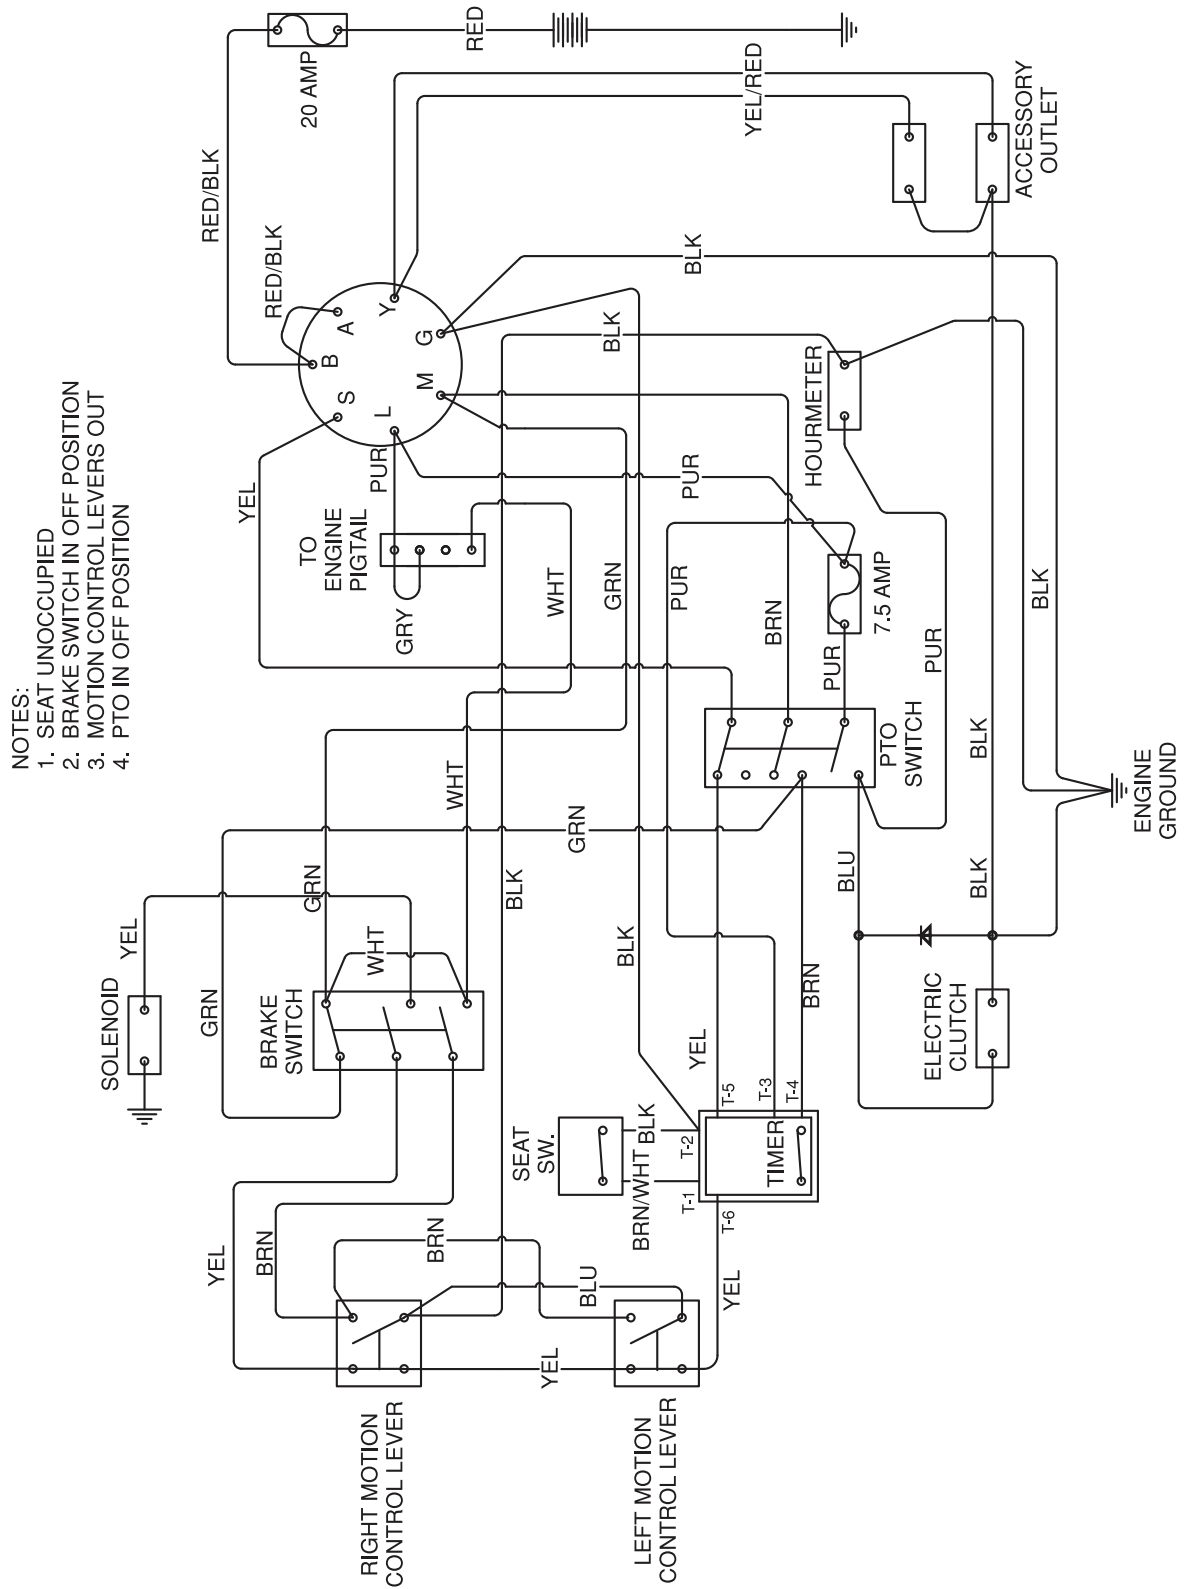 NOTES:
1. SEAT UNOCCUPIED
2. BRAKE SWITCH IN OFF POSITION
3. MOTION CONTROL LEVERS OUT
4. PTO IN OFF POSITION
RIGHT MOTION
CONTROL LEVER
LEFT MOTION
CONTROL LEVER
YEL
BRN
BRN
BLU
YEL
YEL
SOLENOID
YEL
GRN
BRAKE
SWITCH
WHT
GRN
SEAT
SW.
BRN/WHT
BLK
T-1
T-2
T-3
T-4
T-5
T-6
TIMER
YEL
BRN
BLK
BLK
GRN
WHT
ELECTRIC
CLUTCH
BLU
BLK
BLK
ENGINE
GROUND
PTO
SWITCH
PUR
PUR
BRN
PUR
7.5 AMP
BLK
YEL
TO
ENGINE
PIGTAIL
GRY
PUR
WHT
GRN
PUR
HOURMETER
BLK
BLK
S
L
B
M
A
G
Y
RED/BLK
RED/BLK
20 AMP
RED
YEL/RED
ACCESSORY
OUTLET